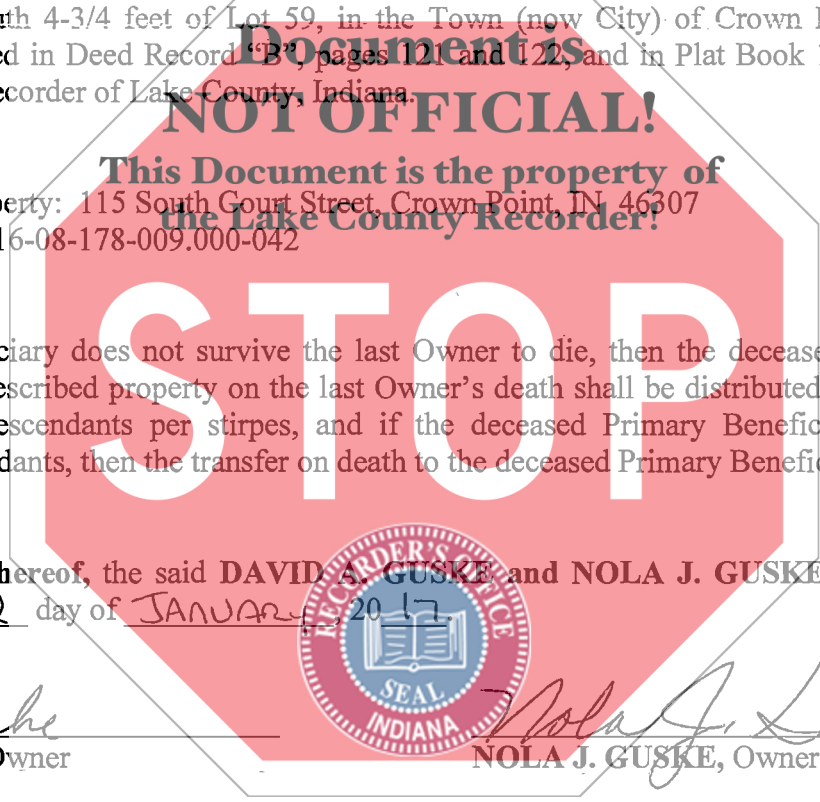 uth 4-3/4 feet of Lot 59, in the Town (now City) of Crown
ed in Deed Record "B", pages 121 and 122, and in Plat Book
ecorder of Lake County, Indiana.
Document is
NOT OFFICIAL!
This Document is the property of
the Lake County Recorder!
erty: 115 South Court Street, Crown Point, IN 46307
16-08-178-009.000-042
STOP
ciary does not survive the last Owner to die, then the decease
escribed property on the last Owner's death shall be distributed
escendants per stirpes, and if the deceased Primary Benefic
dants, then the transfer on death to the deceased Primary Benefic
hereof, the said DAVID A. GUSKE and NOLA J. GUSKE
day of JANUARY, 20 17.
RECORDER'S OFFICE
SEAL
INDIANA
Nola J.
Owner
NOLA J. GUSKE, Owner